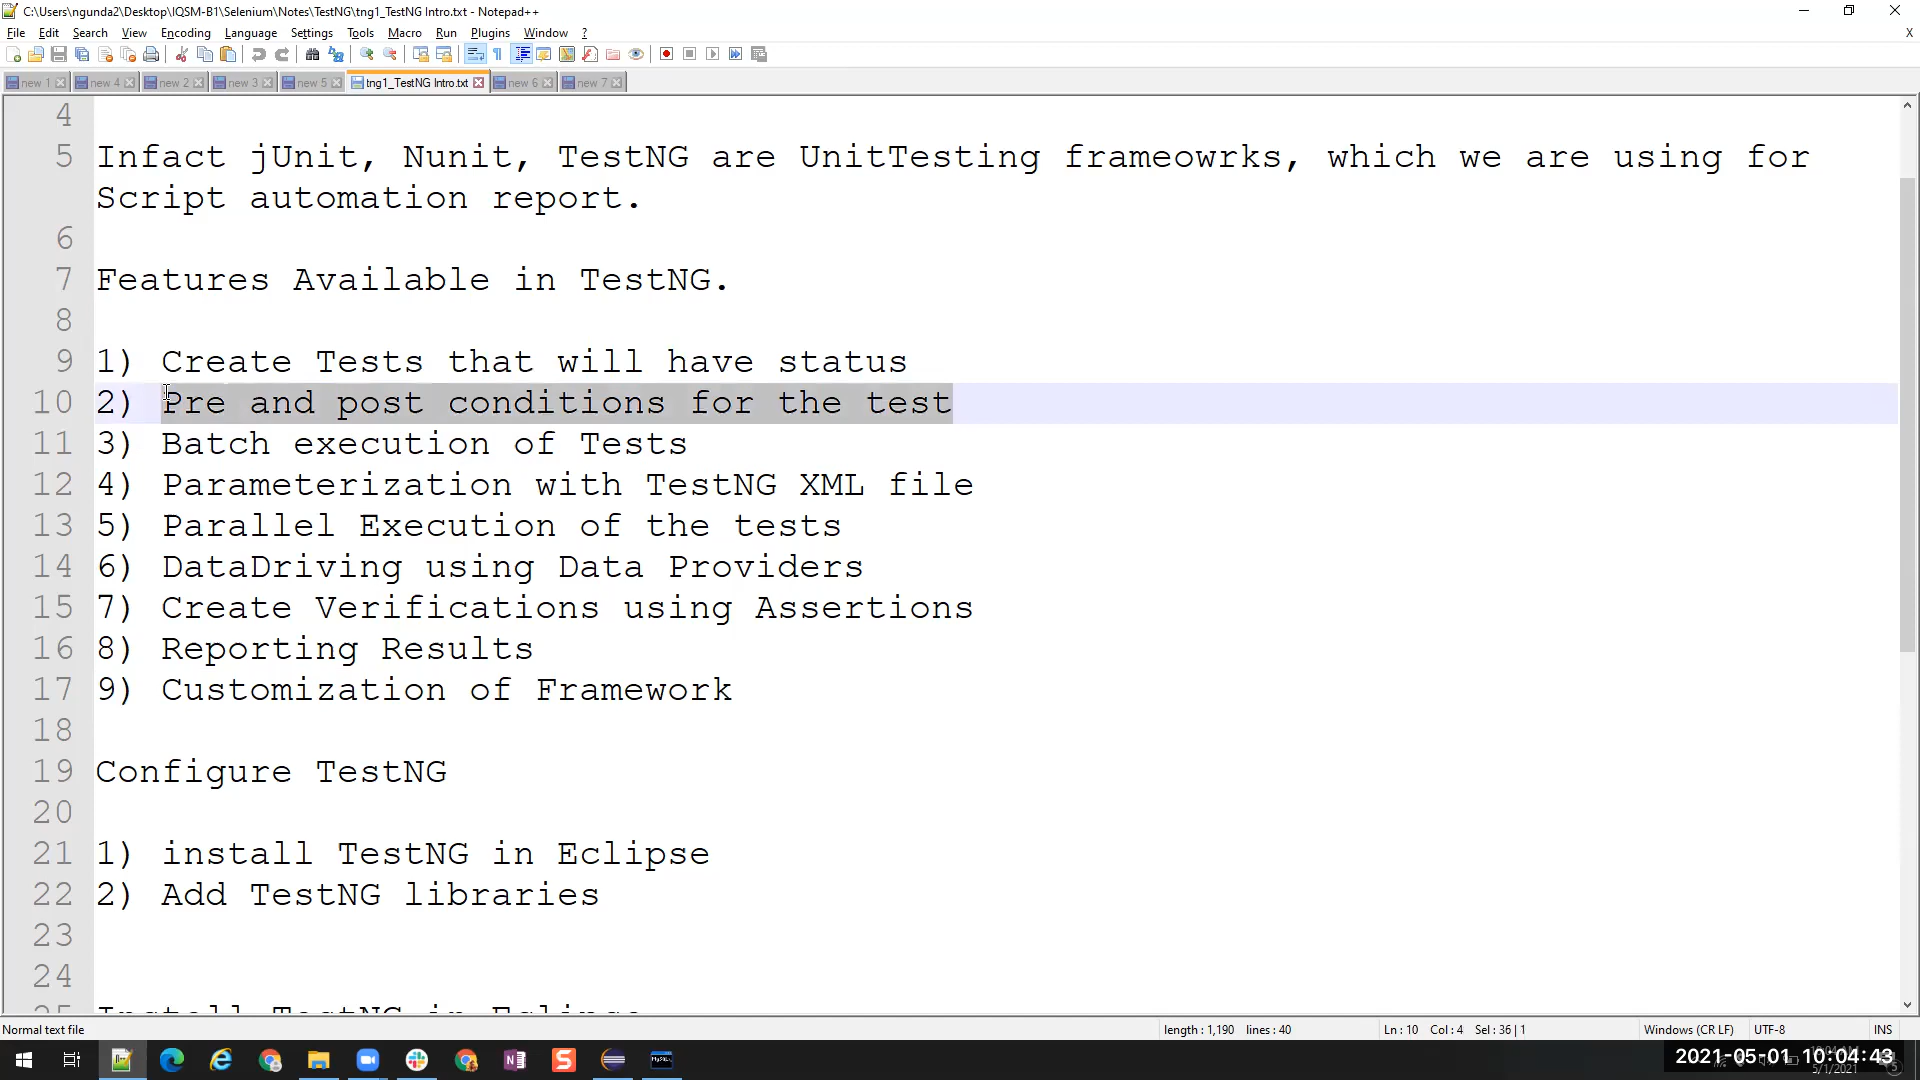 C:\Users\ngunda2\Desktop\IQSM-B1\Selenium\Notes\TestNG\tng1_TestNG Intro.txt - Notepad++
File Edit Search View Encoding Language Settings Tools Macro Run Plugins Window ? X
new 1 new 4 new 2 new 3 new 5 tng1_TestNG Intro.txt new 6 new 7
4
5 Infact jUnit, Nunit, TestNG are UnitTesting frameowrks, which we are using for
Script automation report.
6
7 Features Available in TestNG.
8
9 1) Create Tests that will have status
10 2) Pre and post conditions for the test
11 3) Batch execution of Tests
12 4) Parameterization with TestNG XML file
13 5) Parallel Execution of the tests
14 6) DataDriving using Data Providers
15 7) Create Verifications using Assertions
16 8) Reporting Results
17 9) Customization of Framework
18
19 Configure TestNG
20
21 1) install TestNG in Eclipse
22 2) Add TestNG libraries
23
24
25 Install TestNG in Eclipse
Normal text file length : 1,190 lines : 40 Ln : 10 Col : 4 Sel : 36 | 1 Windows (CR LF) UTF-8 INS
2021-05-01 10:04:43
5/1/2021